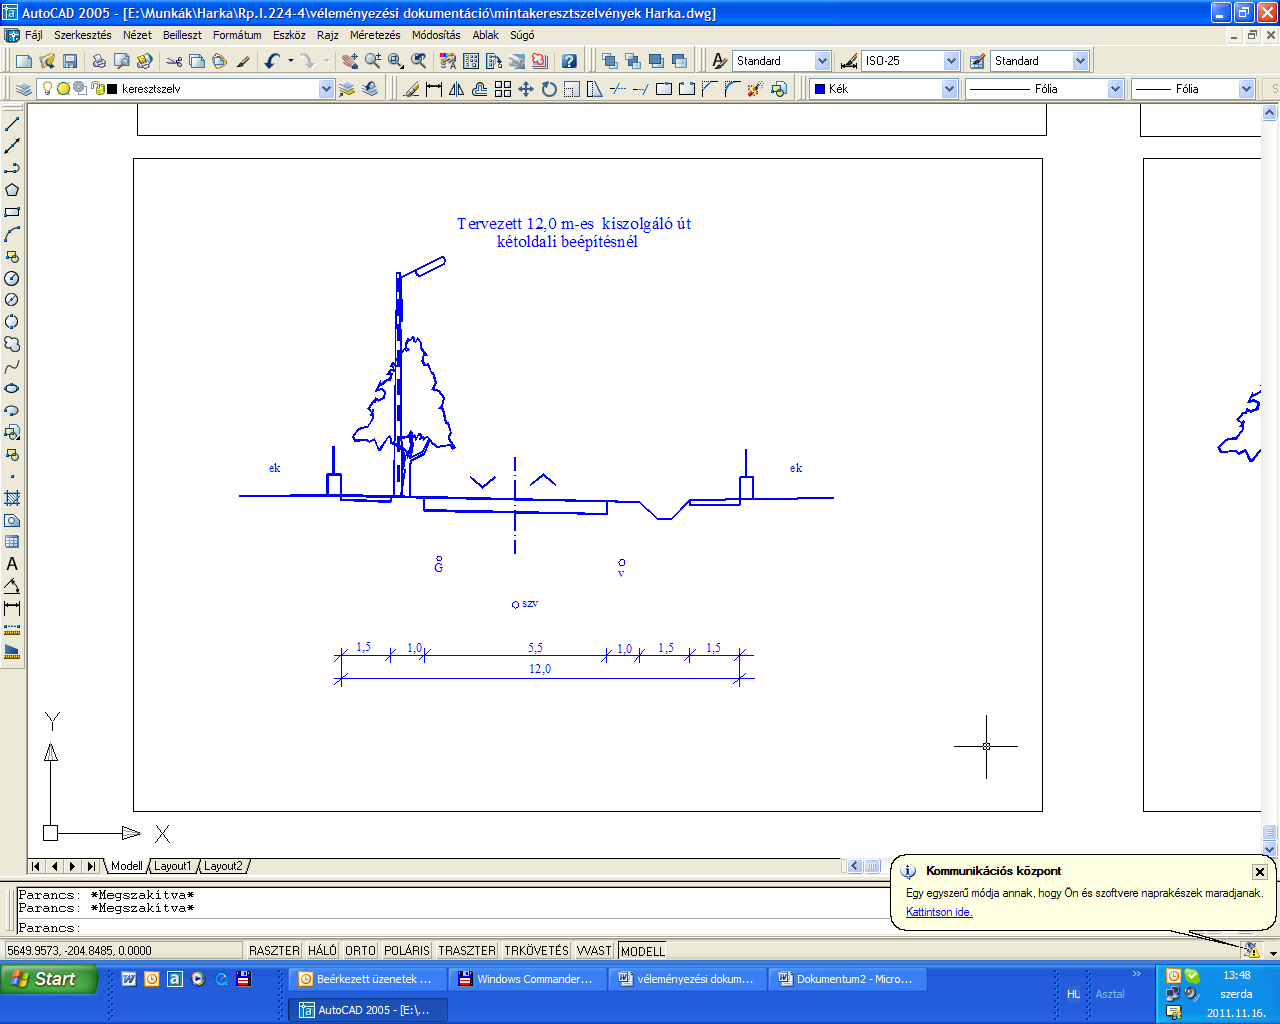 AutoCAD 2005 - [E:\Munkák\Harka\Rp.I.224-4\véleményezési dokumentáció\mintakeresztszelvények Harka.dwg]
Fájl Szerkesztés Nézet Beilleszt Formátum Eszköz Rajz Méretezés Módosítás Ablak Súgó
Standard ISO-25 Standard
keresztszelv Kék Fólia Fólia S
Tervezett 12,0 m-es kiszolgáló út
kétoldali beépítésnél
ek ek
G v
szv
1,5 1,0 5,5 1,0 1,5 1,5
12,0
Y
X
A
Modell Layout1 Layout2
Parancs: *Megszakítva*
Parancs: *Megszakítva*
Parancs:
Kommunikációs központ
Egy egyszerű módja annak, hogy Ön és szoftvere naprakészek maradjanak.
Kattintson ide.
5649.9573, -204.8485, 0.0000 RASZTER HÁLÓ ORTO POLÁRIS TRASZTER TRKÖVETÉS VVAST MODELL
Start Beérkezett üzenetek ... Windows Commander... véleményezési dokum... Dokumentum2 - Micro... HU Asztal 13:48
szerda
AutoCAD 2005 - [E:\... 2011.11.16.